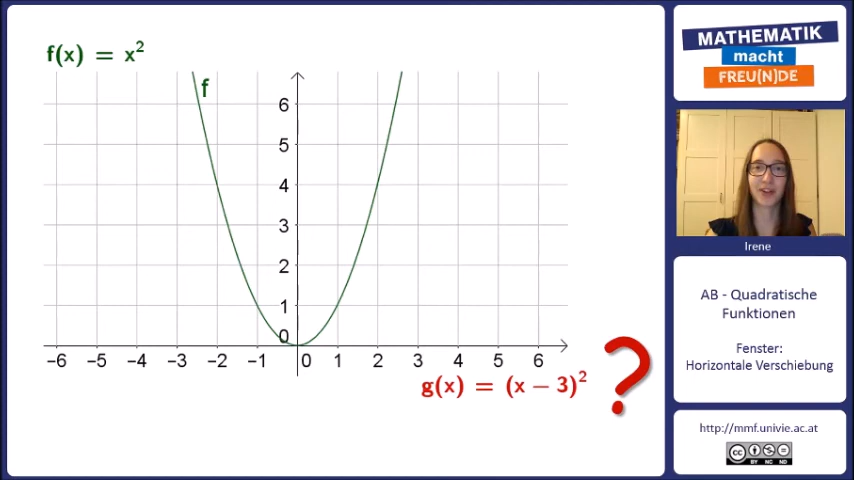 f(x) = x²
f
6
5
4
3
2
1
0
−6 −5 −4 −3 −2 −1 0 1 2 3 4 5 6
g(x) = (x − 3)²
?
MATHEMATIK
macht
FREU(N)DE
Irene
AB - Quadratische
Funktionen
Fenster:
Horizontale Verschiebung
http://mmf.univie.ac.at
cc
BY NC ND